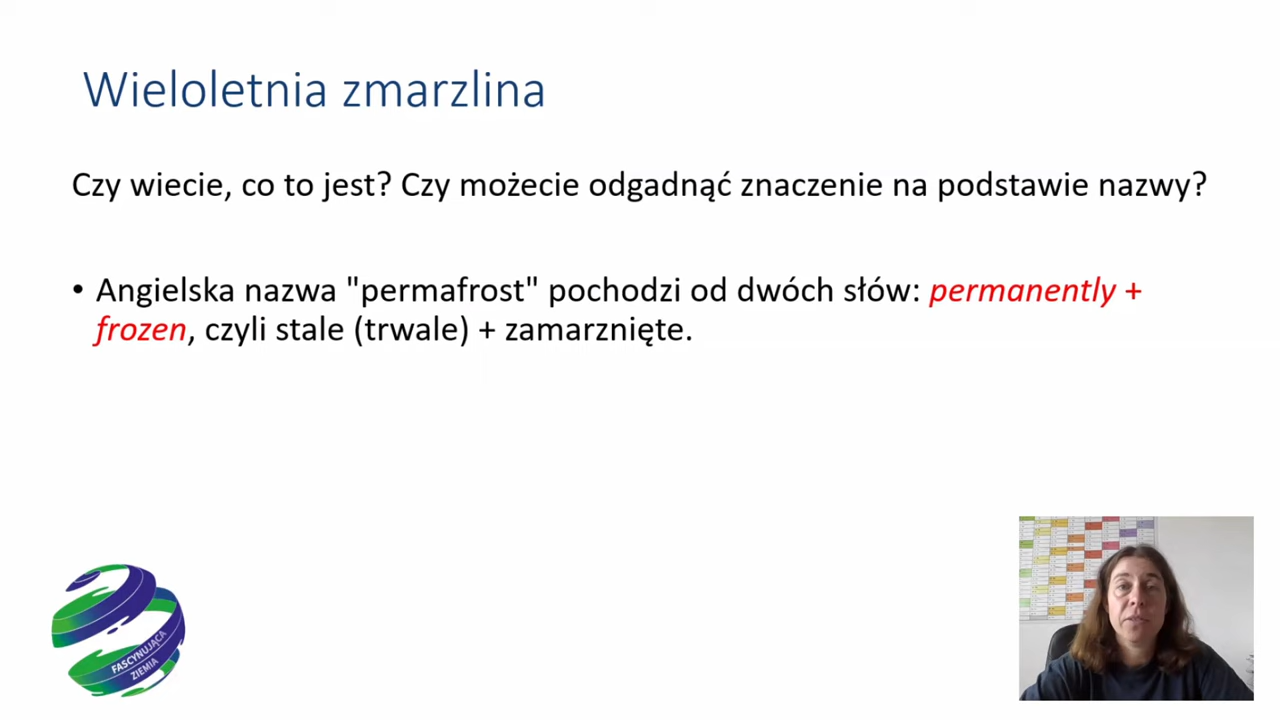 Wieloletnia zmarzlina
Czy wiecie, co to jest? Czy możecie odgadnąć znaczenie na podstawie nazwy?
• Angielska nazwa "permafrost" pochodzi od dwóch słów: permanently +
frozen, czyli stale (trwale) + zamarznięte.
FASCYNUJĄCA
ZIEMIA